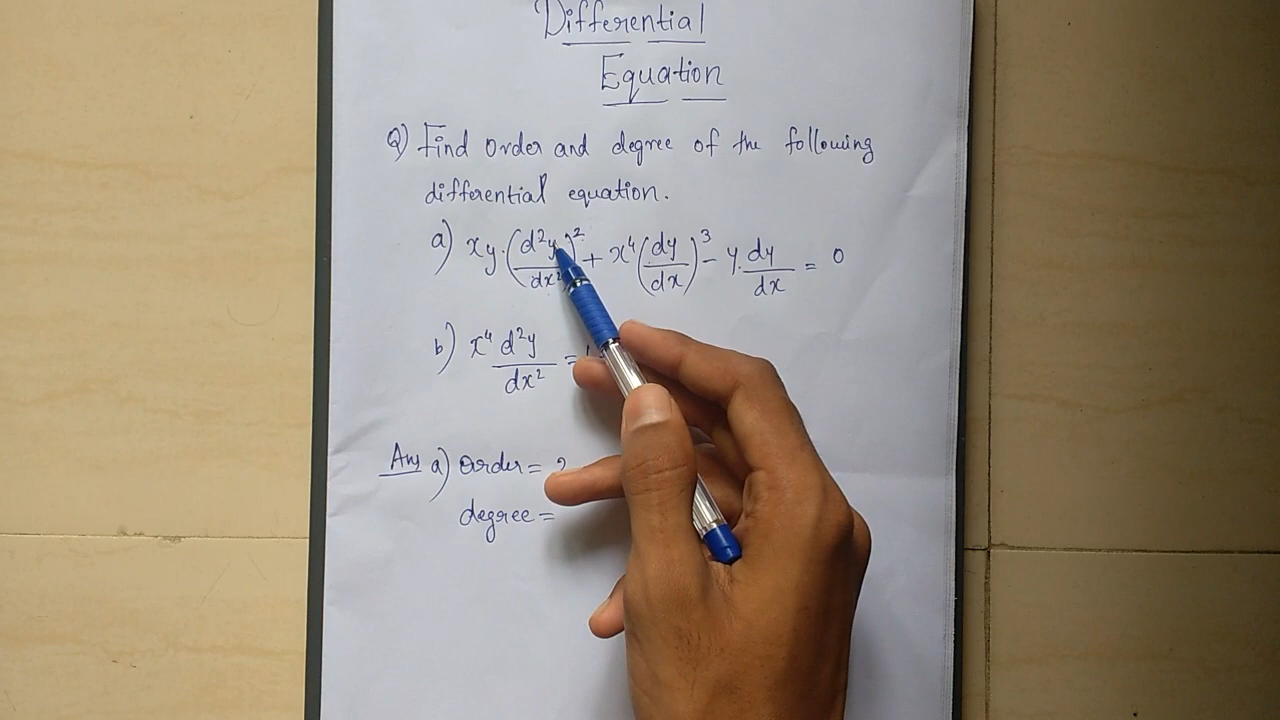 Differential
Equation
Q) Find order and degree of the following
differential equation.
a) xy·(d²y/dx²)² + x⁴(dy/dx)³ - y·dy/dx = 0
b) x⁴ d²y/dx² =
Ans a) order = 2
degree =